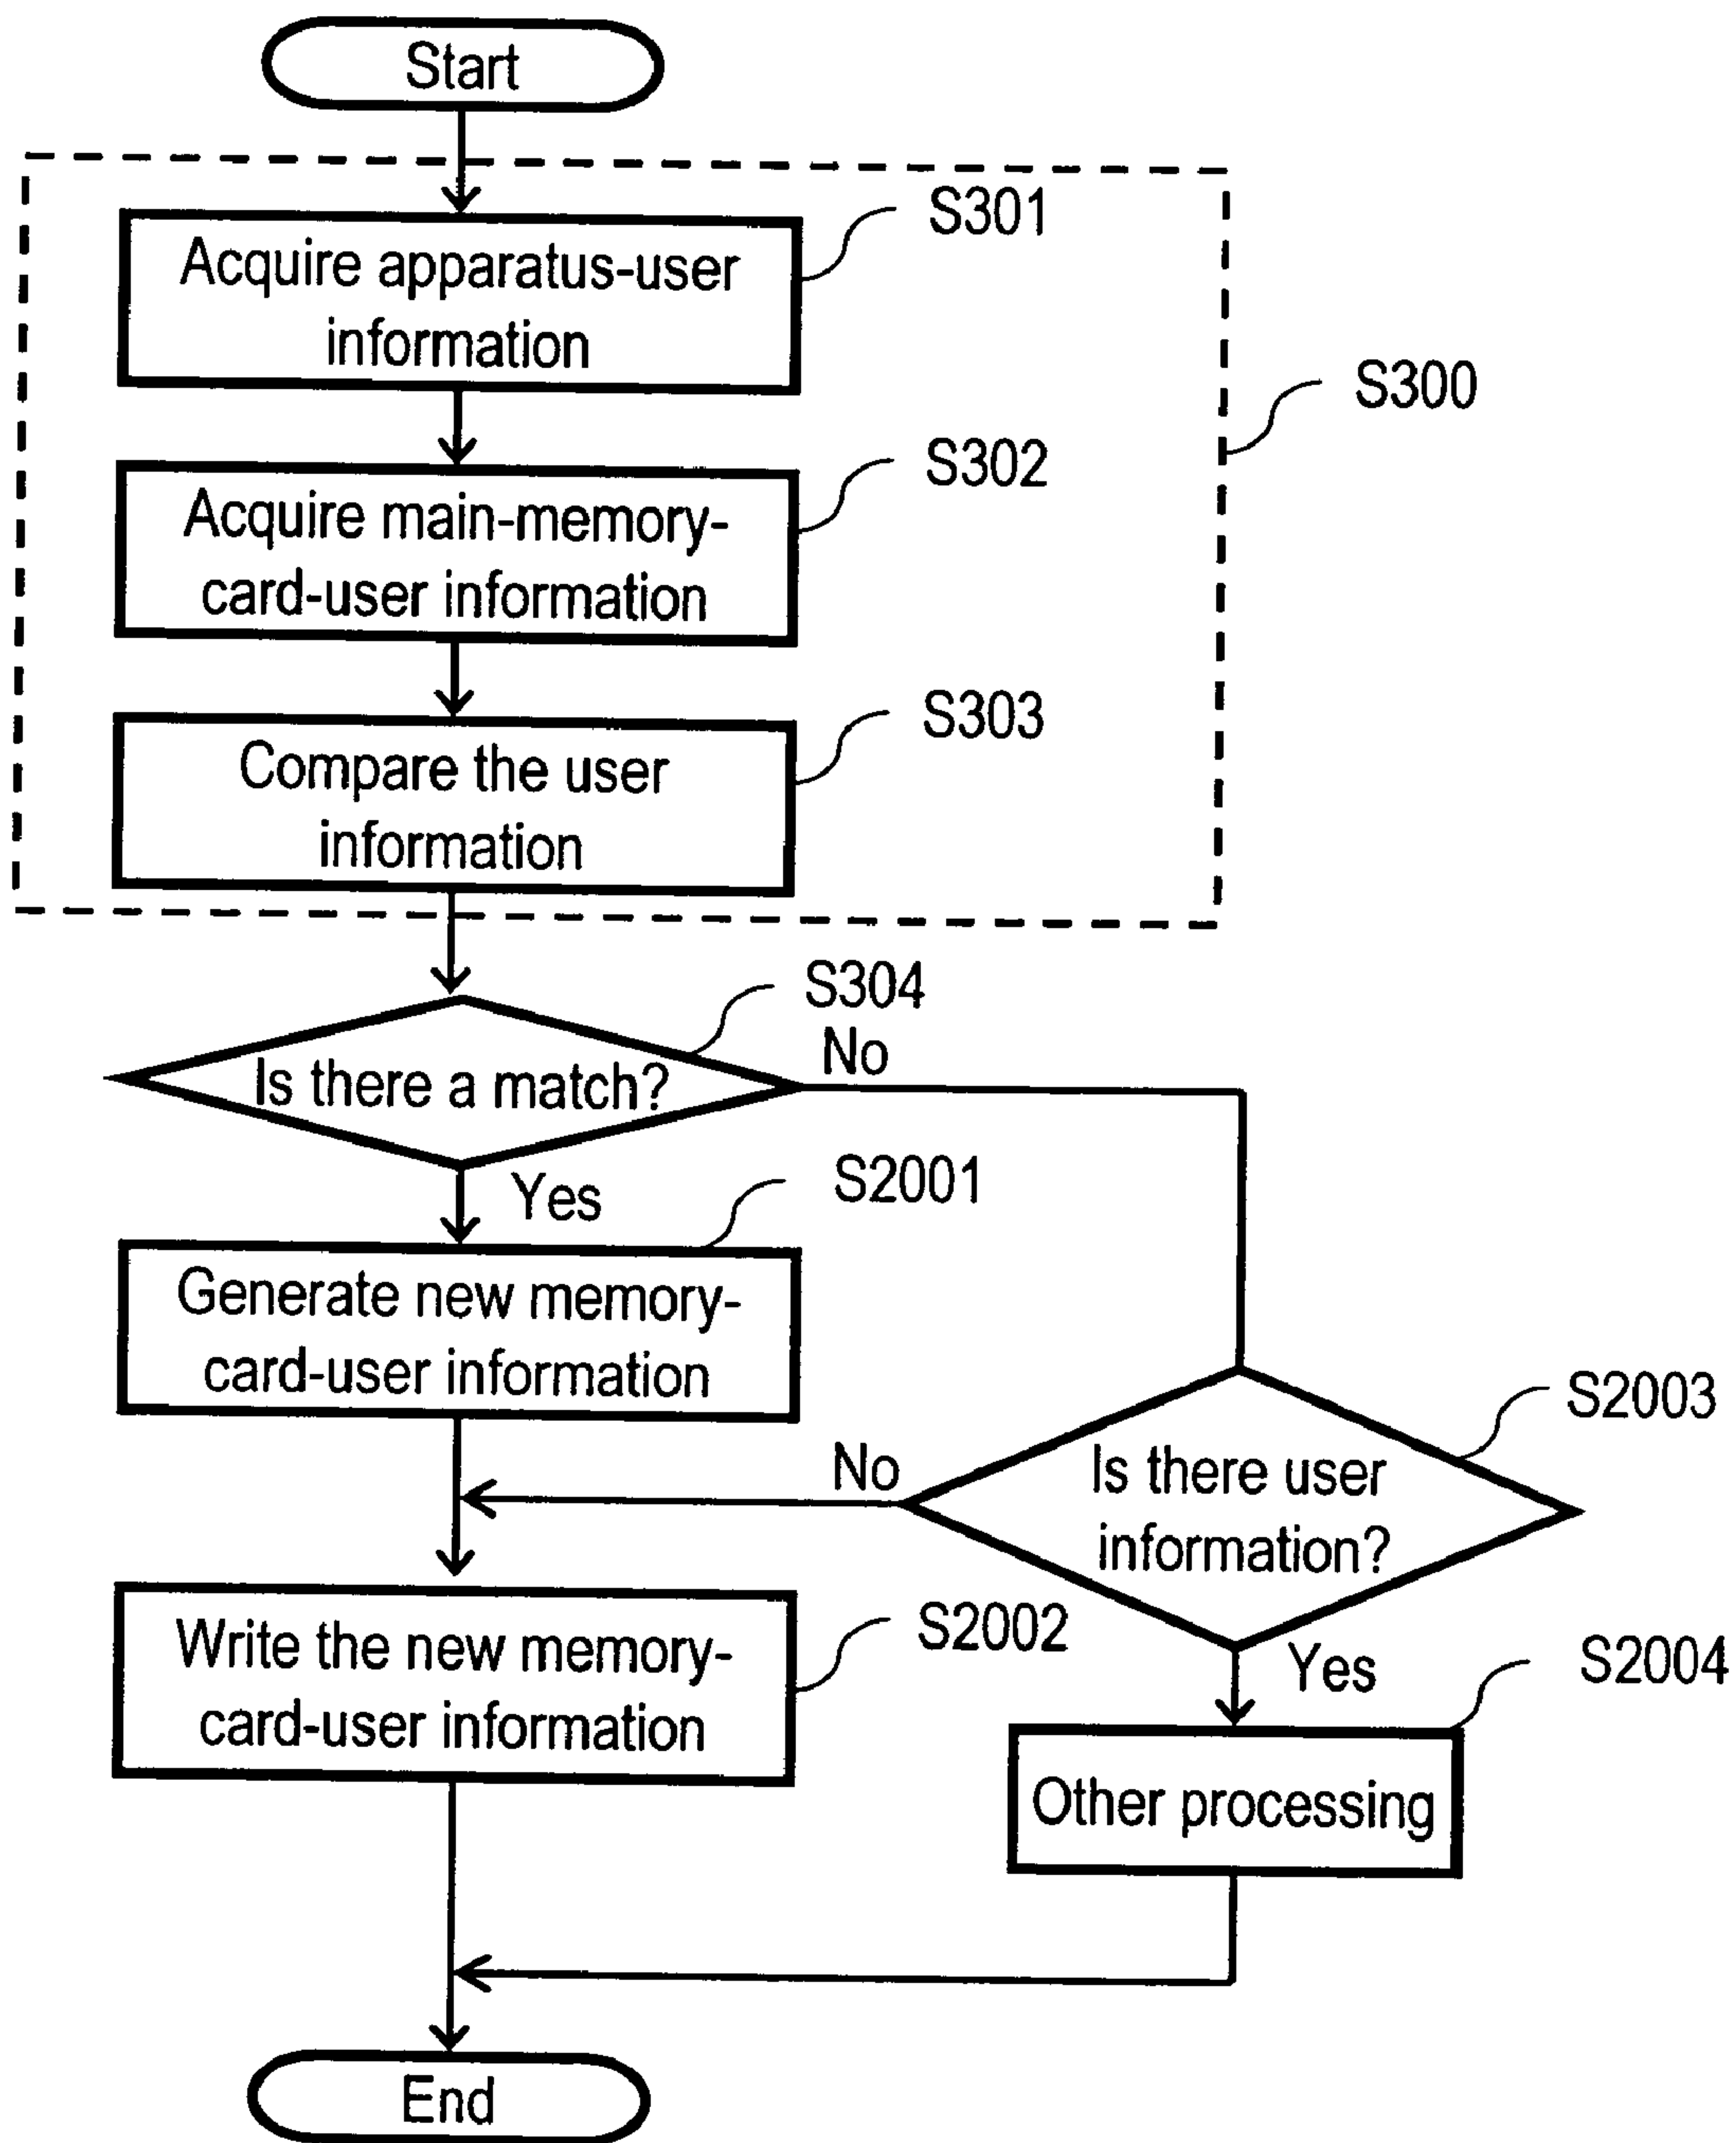 Start
S301
Acquire apparatus-user
information
S300
S302
Acquire main-memory-
card-user information
S303
Compare the user
information
S304
No
Is there a match?
Yes
S2001
Generate new memory-
card-user information
S2003
No
Is there user
information?
S2002
Write the new memory-
card-user information
Yes
S2004
Other processing
End